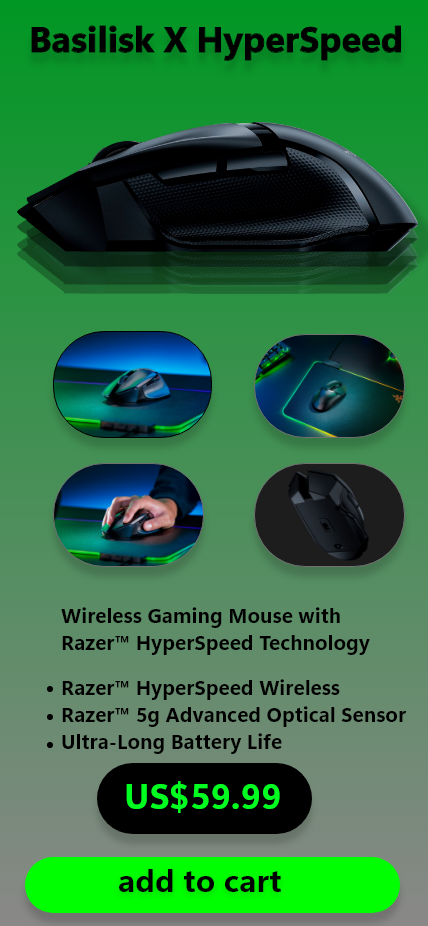 Basilisk X HyperSpeed
Wireless Gaming Mouse with
Razer™ HyperSpeed Technology
• Razer™ HyperSpeed Wireless
• Razer™ 5g Advanced Optical Sensor
• Ultra-Long Battery Life
US$59.99
add to cart